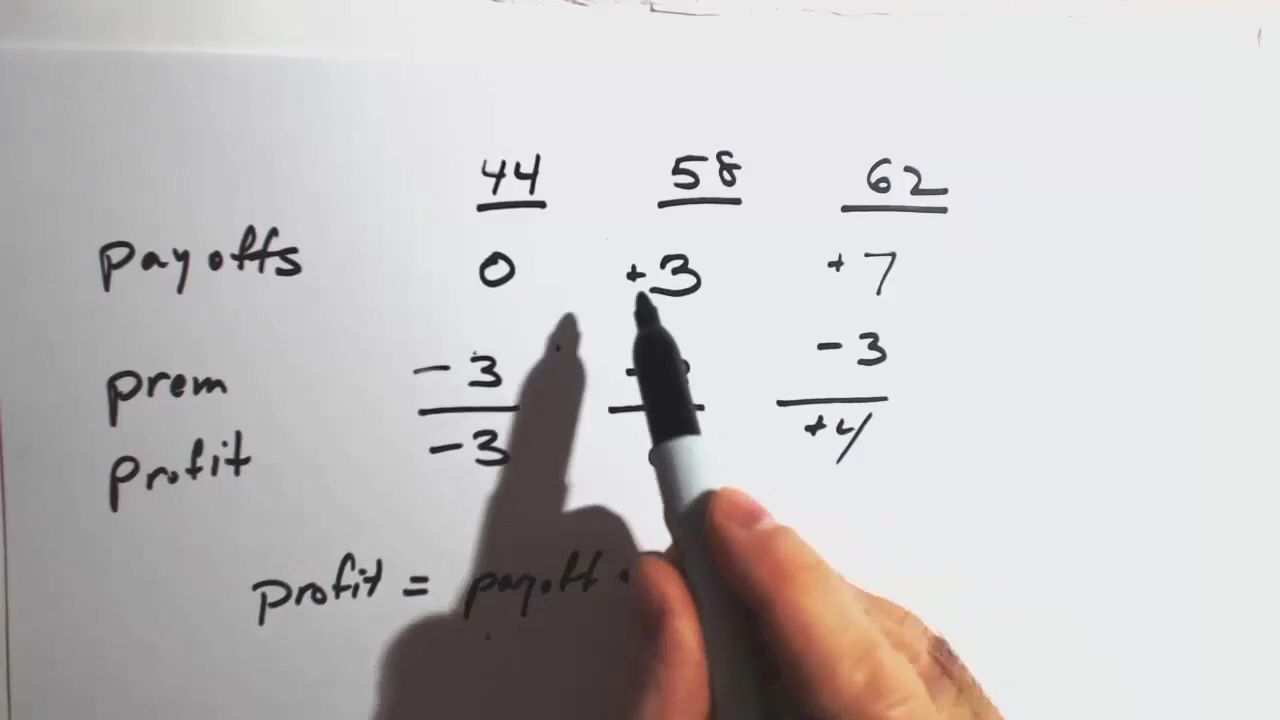 44 58 62
payoffs 0 +3 +7
prem -3 - -3
profit -3 +4
profit = payoff